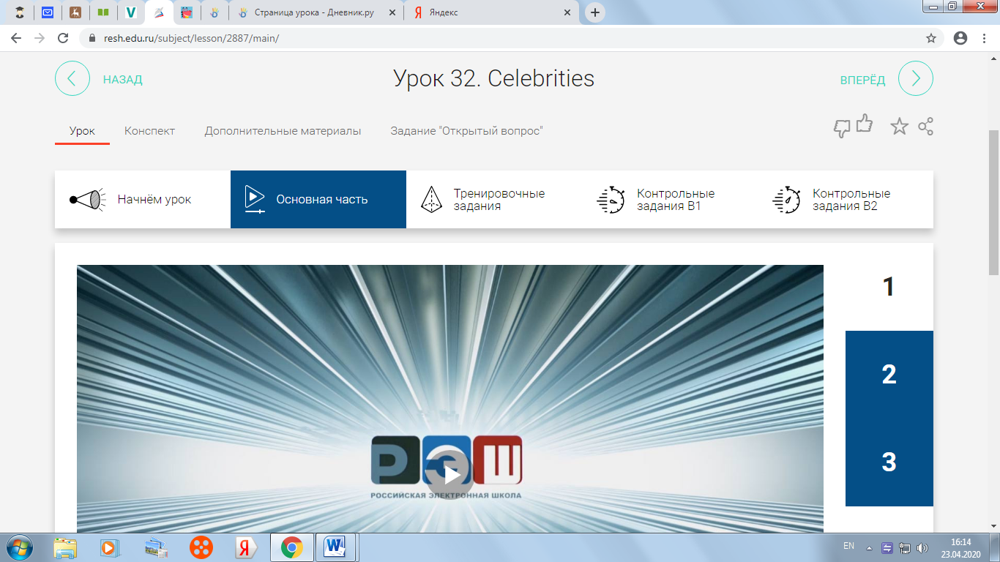 Страница урока - Дневник.ру
Яндекс
resh.edu.ru/subject/lesson/2887/main/
НАЗАД
Урок 32. Celebrities
ВПЕРЁД
Урок
Конспект
Дополнительные материалы
Задание "Открытый вопрос"
Начнём урок
Основная часть
Тренировочные
задания
Контрольные
задания В1
Контрольные
задания В2
1
2
3
РЭШ
РОССИЙСКАЯ ЭЛЕКТРОННАЯ ШКОЛА
EN
16:14
23.04.2020